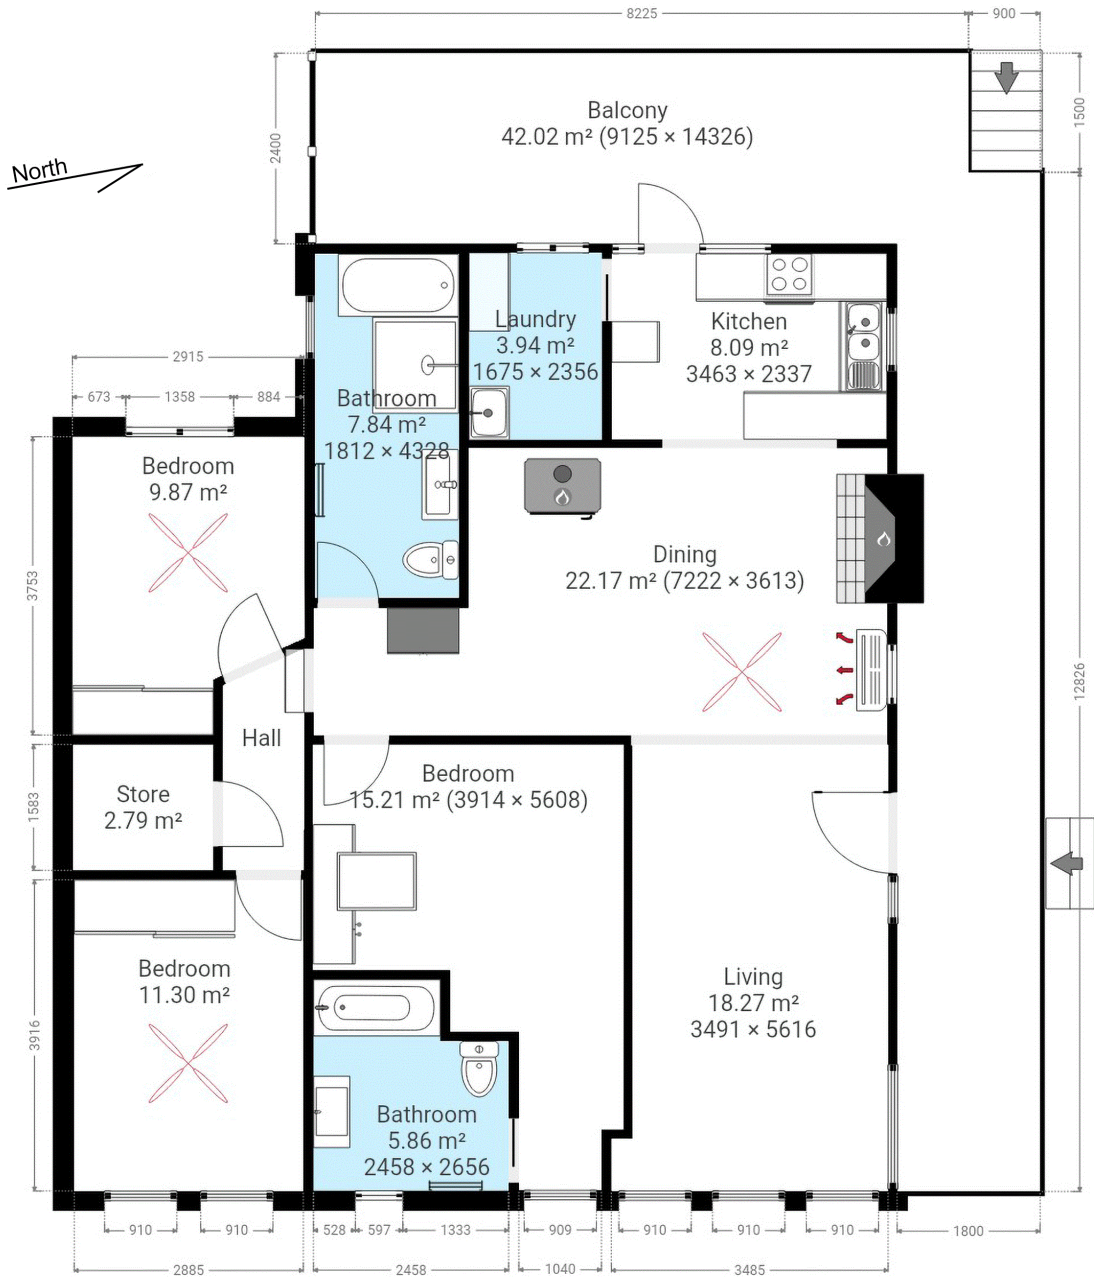 8225
900
Balcony
42.02 m² (9125 × 14326)
2400
1500
North
Laundry
3.94 m²
1675 × 2356
Kitchen
8.09 m²
3463 × 2337
2915
673
1358
884
Bathroom
7.84 m²
1812 × 4328
Bedroom
9.87 m²
Dining
22.17 m² (7222 × 3613)
3753
12826
Hall
Bedroom
15.21 m² (3914 × 5608)
Store
2.79 m²
1583
Bedroom
11.30 m²
Living
18.27 m²
3491 × 5616
3916
Bathroom
5.86 m²
2458 × 2656
910
910
528
597
1333
909
910
910
910
1800
2885
2458
1040
3485